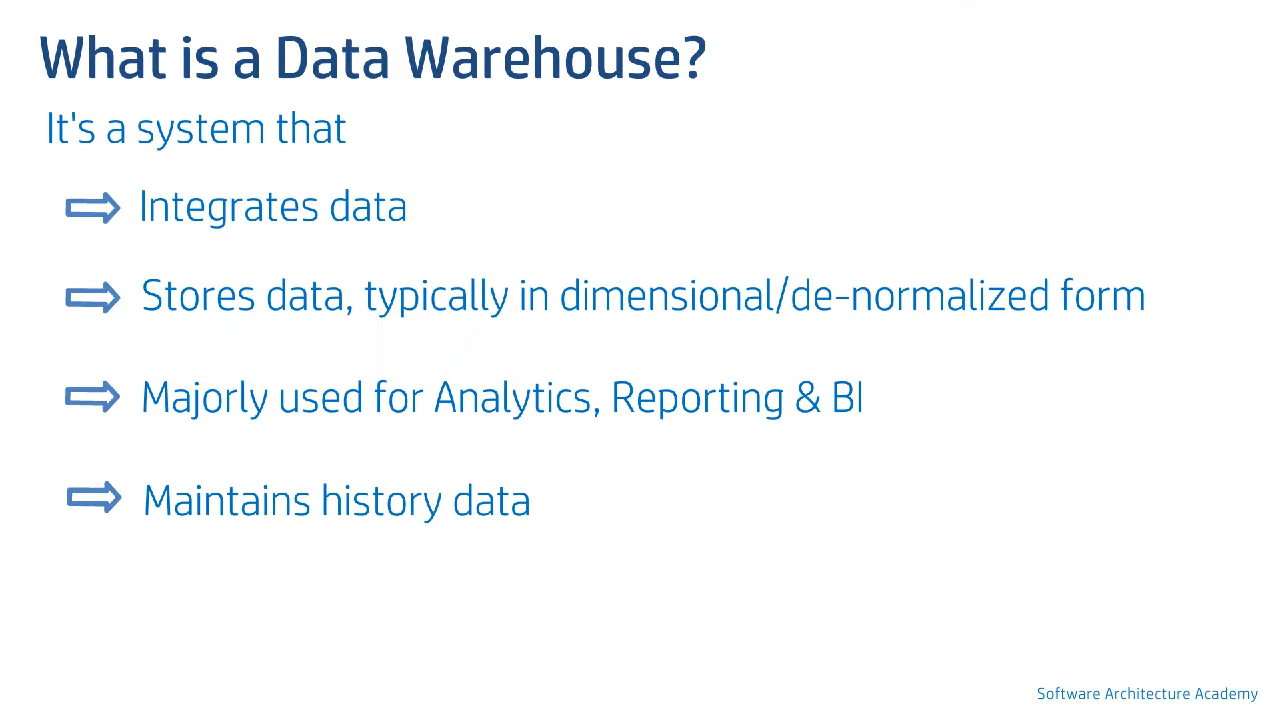 What is a Data Warehouse?
It's a system that
Integrates data
Stores data, typically in dimensional/de-normalized form
Majorly used for Analytics, Reporting & BI
Maintains history data
Software Architecture Academy